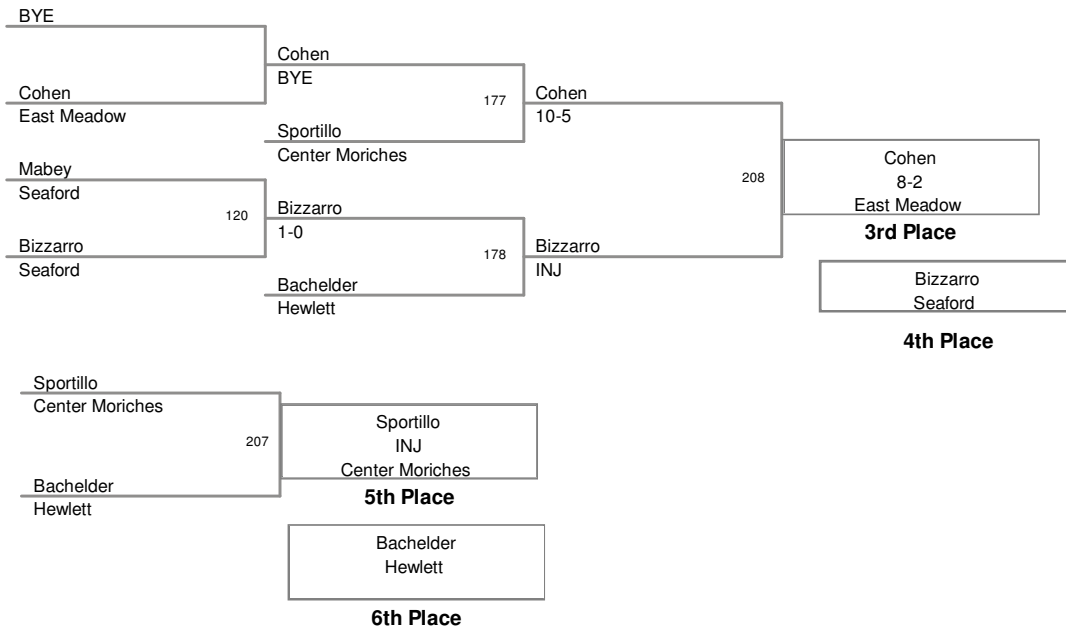 BYE
Cohen
BYE
Cohen
East Meadow
177
Cohen
10-5
Sportillo
Center Moriches
Mabey
Seaford
120
Bizzarro
1-0
Bizzarro
Seaford
178
Bizzarro
INJ
Bachelder
Hewlett
208
Cohen
8-2
East Meadow
3rd Place
Bizzarro
Seaford
4th Place
Sportillo
Center Moriches
207
Bachelder
Hewlett
Sportillo
INJ
Center Moriches
5th Place
Bachelder
Hewlett
6th Place